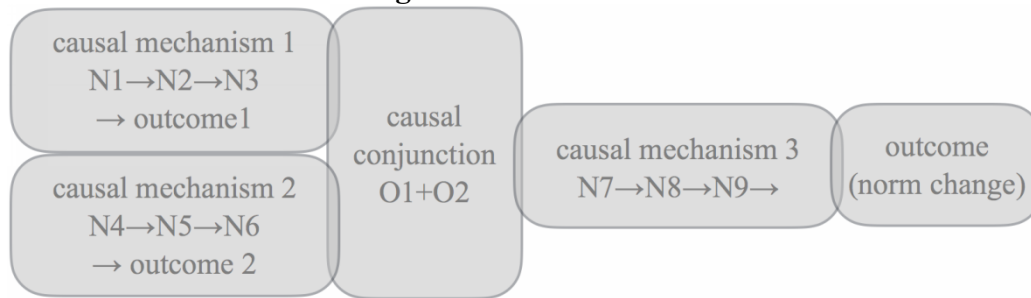 causal mechanism 1
N1→N2→N3
→ outcome1
causal mechanism 2
N4→N5→N6
→ outcome 2
causal
conjunction
O1+O2
causal mechanism 3
N7→N8→N9→
outcome
(norm change)